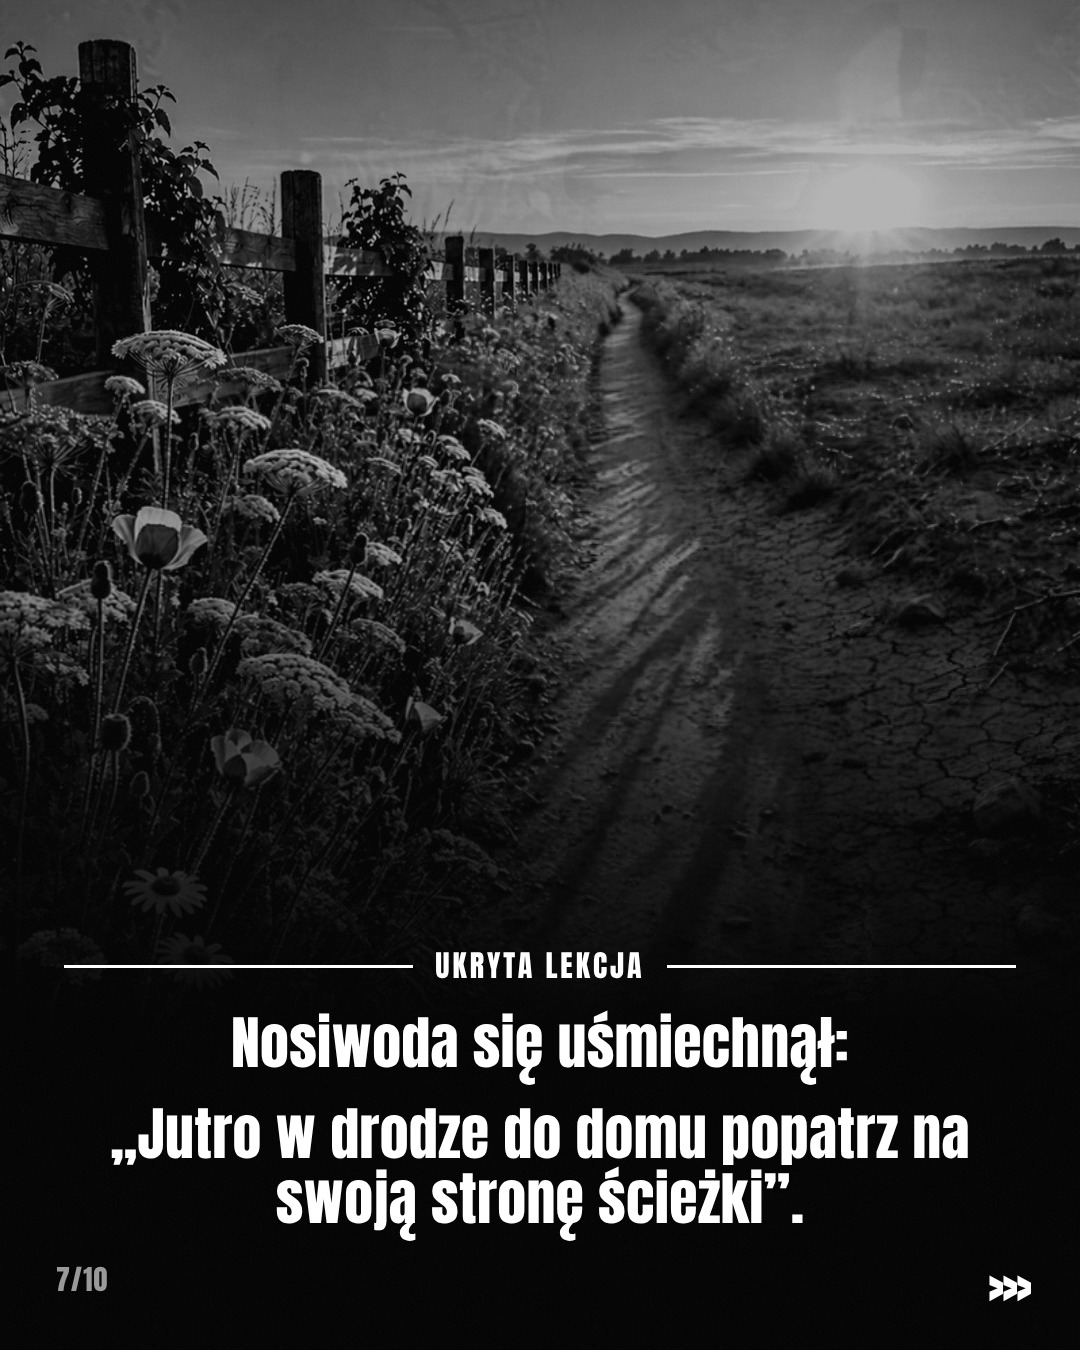 UKRYTA LEKCJA
Nosiwoda się uśmiechnął:
„Jutro w drodze do domu popatrz na
swoją stronę ścieżki”.
7/10
>>>